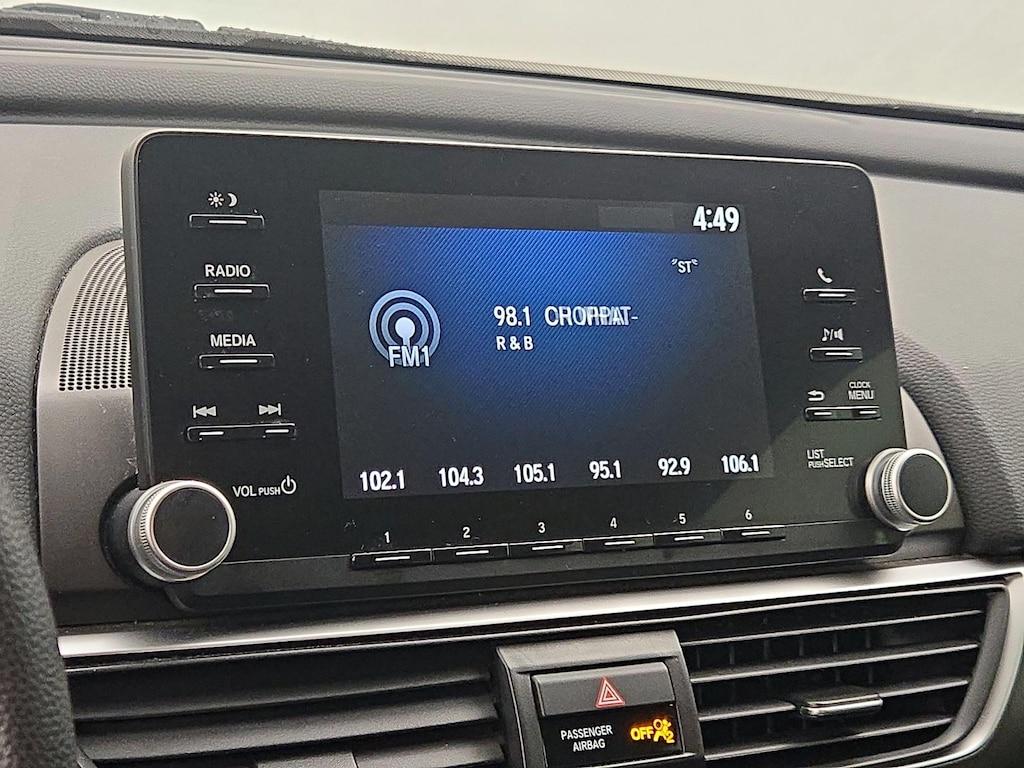 4:49
RADIO
ST
98.1
MEDIA
R & B
FM1
CLOCK
MENU
VOL PUSH
LIST
PUSH SELECT
102.1 104.3 105.1 95.1 92.9 106.1
1 2 3 4 5 6
PASSENGER
AIRBAG
OFF
2